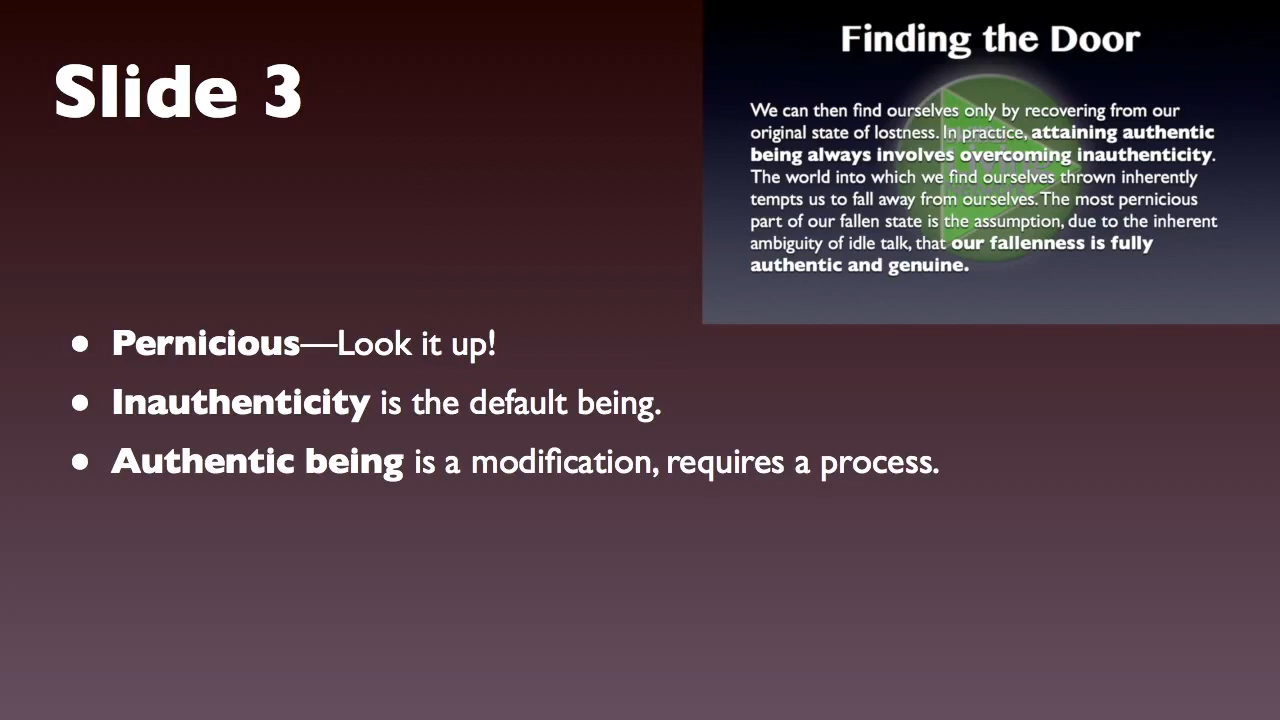 Slide 3
Finding the Door
We can then find ourselves only by recovering from our
original state of lostness. In practice, attaining authentic
being always involves overcoming inauthenticity.
The world into which we find ourselves thrown inherently
tempts us to fall away from ourselves. The most pernicious
part of our fallen state is the assumption, due to the inherent
ambiguity of idle talk, that our fallenness is fully
authentic and genuine.
• Pernicious—Look it up!
• Inauthenticity is the default being.
• Authentic being is a modification, requires a process.